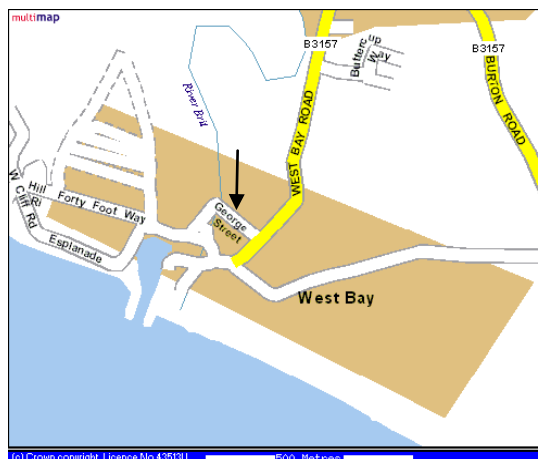 multimap
B3157
Buttercup
Way
B3157
BURTON ROAD
River Brit
WEST BAY ROAD
W Cliff Rd
Hill
Ri
Forty Foot Way
George
Street
Esplanade
West Bay
(c) Crown copyright Licence No 43513U
500 Metres